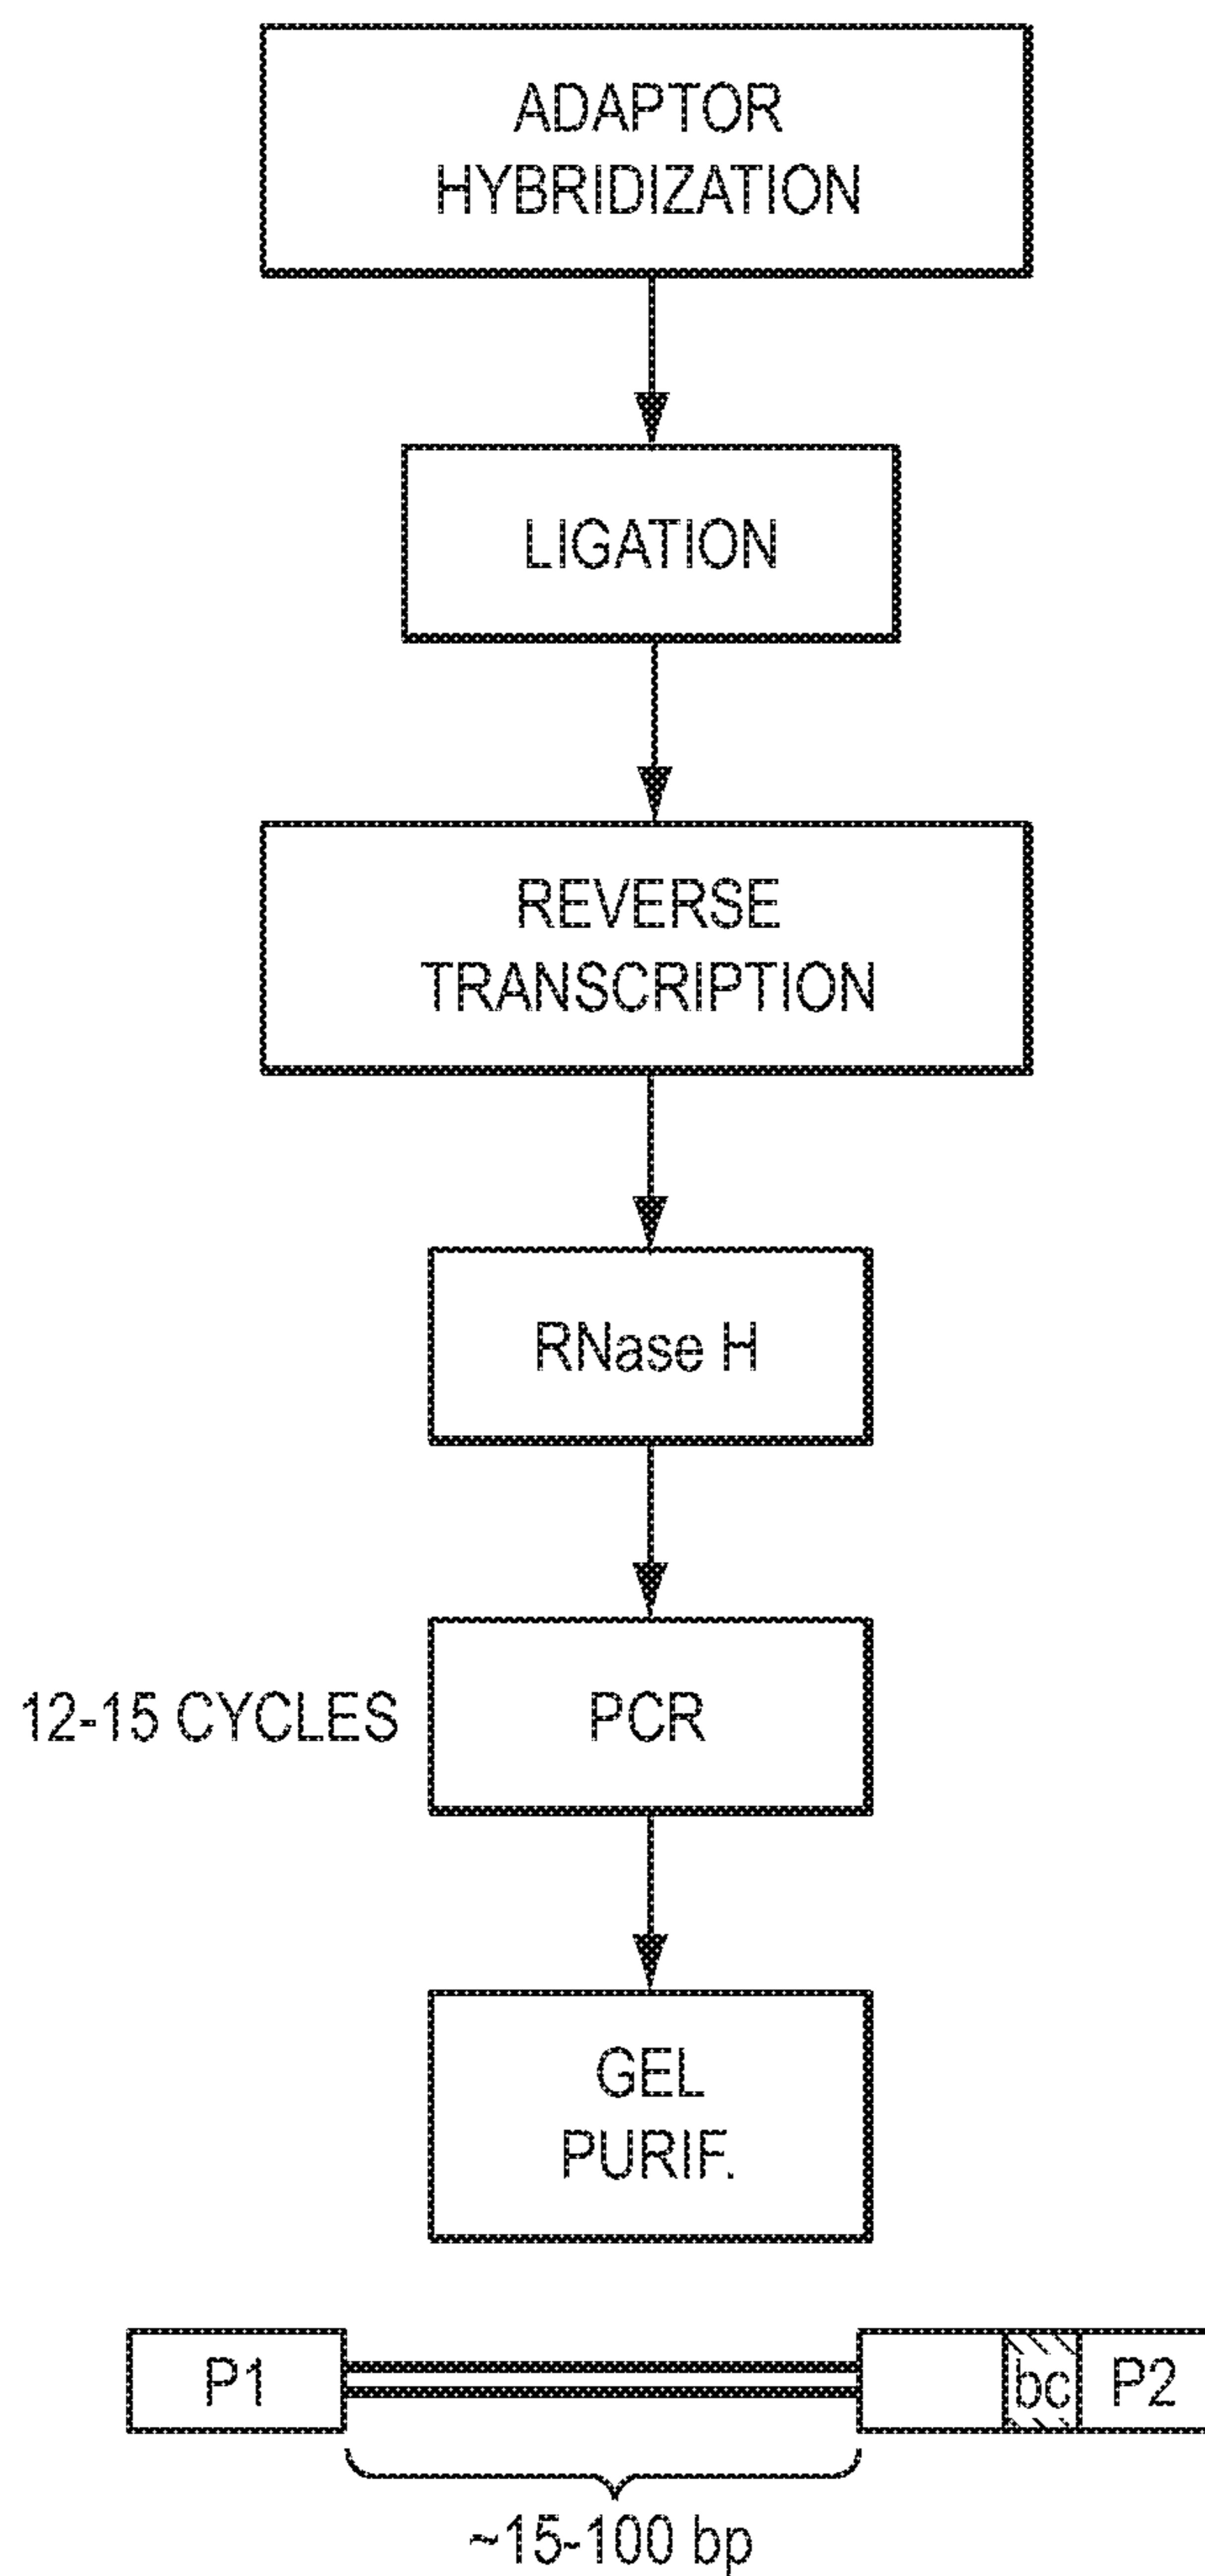 ADAPTOR
HYBRIDIZATION
LIGATION
REVERSE
TRANSCRIPTION
RNase H
12-15 CYCLES
PCR
GEL
PURIF.
P1
bc
P2
~15-100 bp